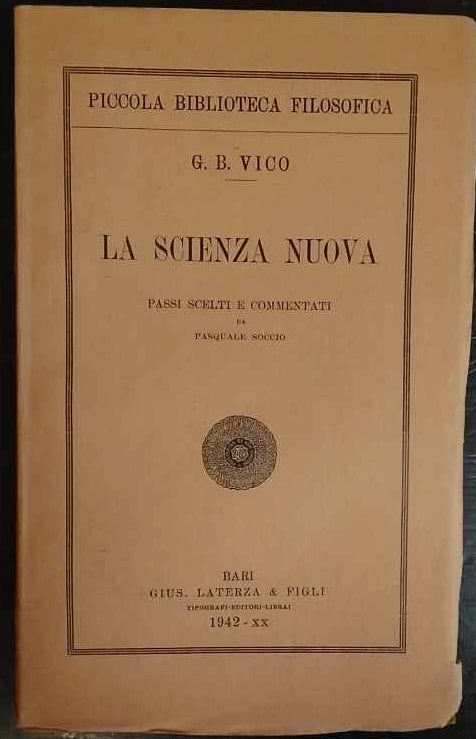 PICCOLA BIBLIOTECA FILOSOFICA
G. B. VICO
LA SCIENZA NUOVA
PASSI SCELTI E COMMENTATI
DA
PASQUALE SOCCIO
BARI
GIUS. LATERZA & FIGLI
TIPOGRAFI-EDITORI-LIBRAI
1942 - XX